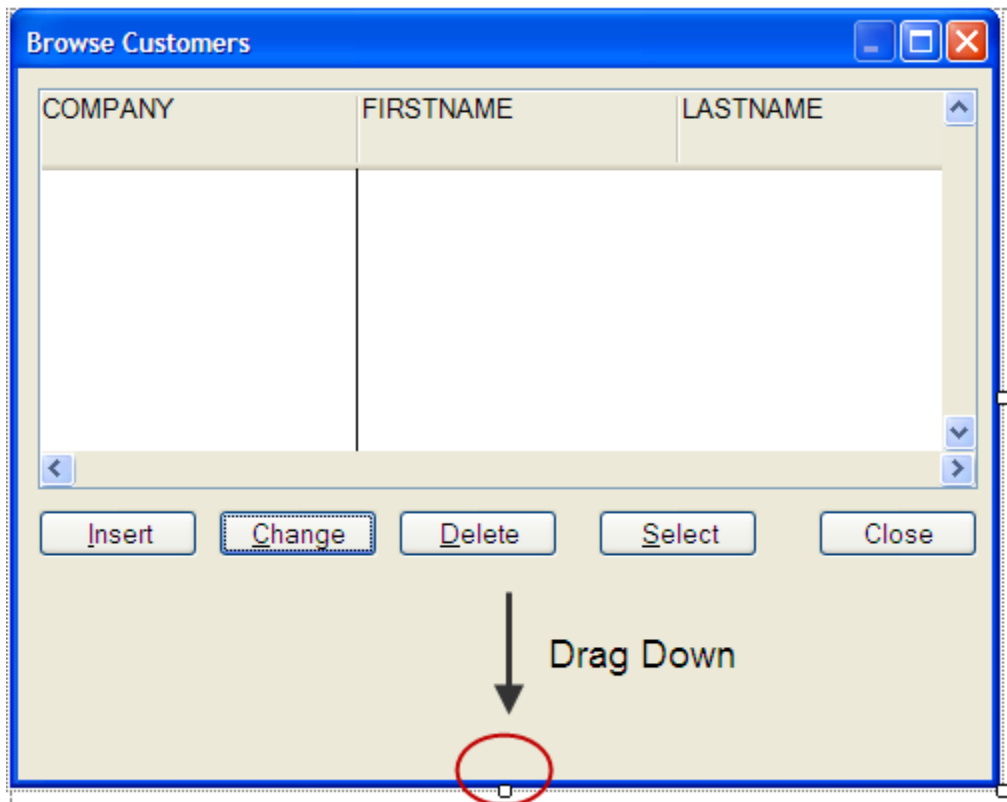 Browse Customers
COMPANY FIRSTNAME LASTNAME
Insert Change Delete Select Close
Drag Down